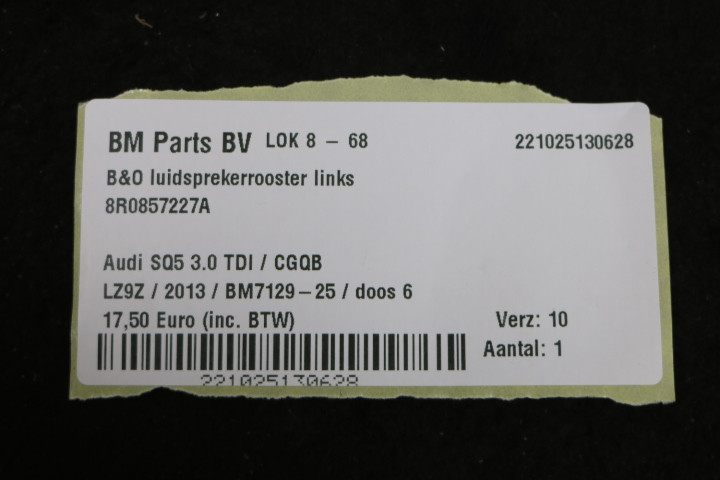 BM Parts BV LOK 8 - 68 221025130628
B&O luidsprekerrooster links
8R0857227A
Audi SQ5 3.0 TDI / CGQB
LZ9Z / 2013 / BM7129-25 / doos 6
17,50 Euro (inc. BTW) Verz: 10
Aantal: 1
221025130628